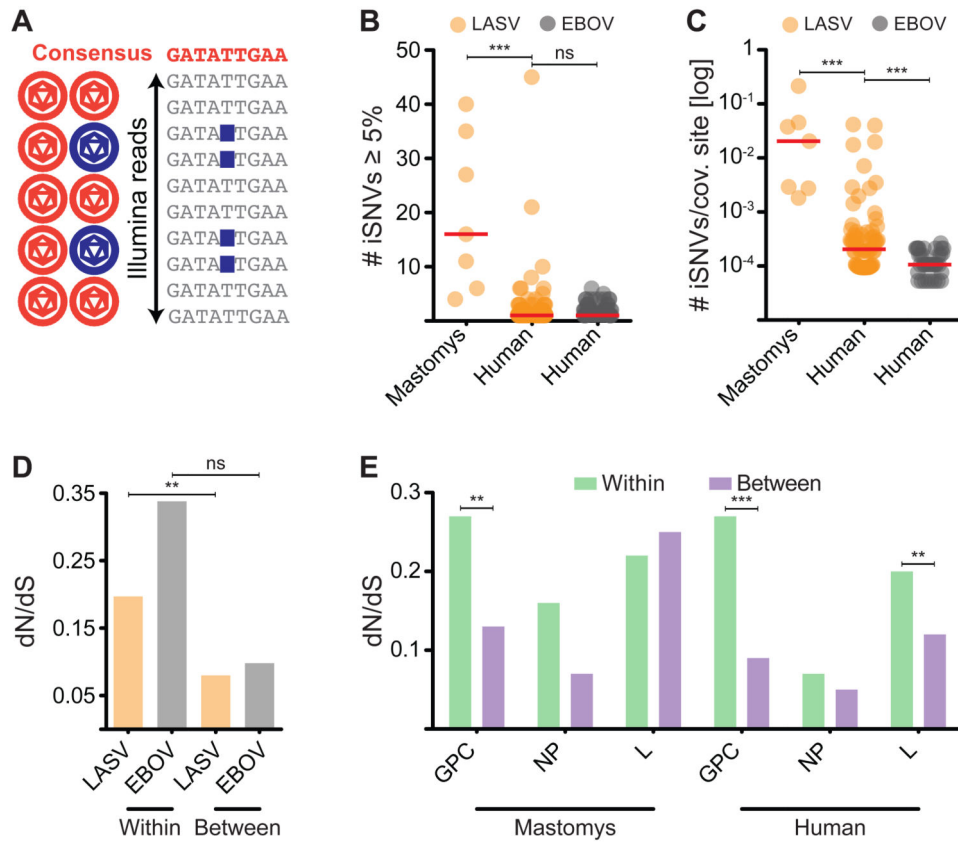 A
Consensus GATATTGAA
Illumina reads
GATATTGAA
GATATTGAA
GATA TGAA
GATA TGAA
GATATTGAA
GATATTGAA
GATA TGAA
GATA TGAA
GATATTGAA
GATATTGAA
B
LASV EBOV
# iSNVs ≥ 5%
50
40
30
20
10
*** ns
Mastomys Human Human
C
LASV EBOV
# iSNVs/cov. site [log]
10⁻¹
10⁻²
10⁻³
10⁻⁴
*** ***
Mastomys Human Human
D
dN/dS
0.35
0.25
0.15
0.05
ns
**
LASV EBOV LASV EBOV
Within Between
E
Within Between
dN/dS
0.3
0.2
0.1
** *** **
GPC NP L GPC NP L
Mastomys Human